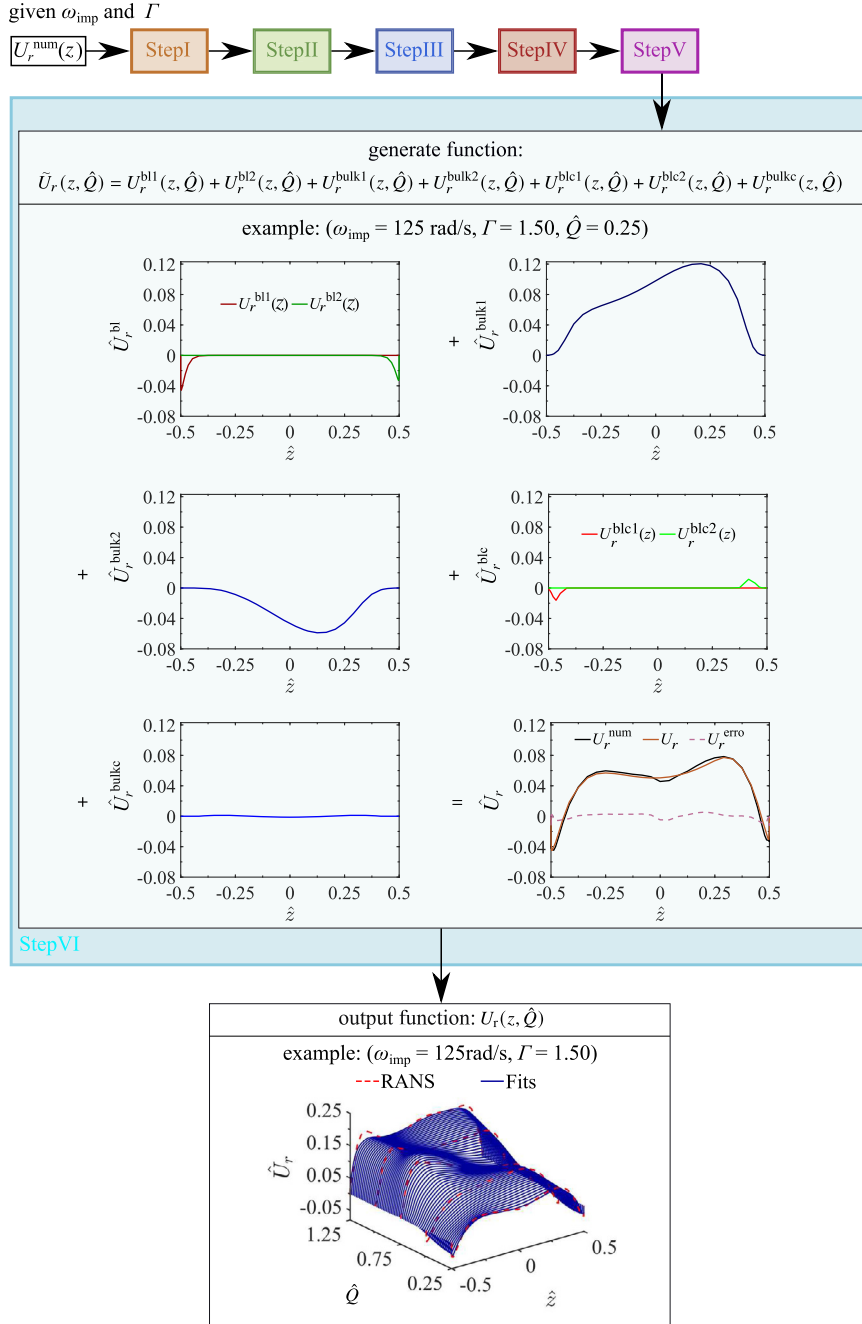 given ω_imp and Γ
U_r^num(z) StepI StepII StepIII StepIV StepV
generate function:
Ũ_r(z,Q̂) = U_r^bl1(z,Q̂) + U_r^bl2(z,Q̂) + U_r^bulk1(z,Q̂) + U_r^bulk2(z,Q̂) + U_r^blc1(z,Q̂) + U_r^blc2(z,Q̂) + U_r^bulkc(z,Q̂)
example: (ω_imp = 125 rad/s, Γ = 1.50, Q̂ = 0.25)
0.12
0.08
0.04
0
-0.04
-0.08
Û_r^bl
U_r^bl1(z) U_r^bl2(z)
-0.5 -0.25 0 0.25 0.5
ẑ
+
0.12
0.08
0.04
0
-0.04
-0.08
Û_r^bulk1
-0.5 -0.25 0 0.25 0.5
ẑ
+
0.12
0.08
0.04
0
-0.04
-0.08
Û_r^bulk2
-0.5 -0.25 0 0.25 0.5
ẑ
+
0.12
0.08
0.04
0
-0.04
-0.08
Û_r^blc
U_r^blc1(z) U_r^blc2(z)
-0.5 -0.25 0 0.25 0.5
ẑ
+
0.12
0.08
0.04
0
-0.04
-0.08
Û_r^bulkc
-0.5 -0.25 0 0.25 0.5
ẑ
=
0.12
0.08
0.04
0
-0.04
-0.08
Û_r
U_r^num U_r U_r^erro
-0.5 -0.25 0 0.25 0.5
ẑ
StepVI
output function: U_r(z,Q̂)
example: (ω_imp = 125rad/s, Γ = 1.50)
RANS Fits
0.25
0.15
0.05
-0.05
Û_r
1.25
0.75
0.25
Q̂
-0.5
0
0.5
ẑ